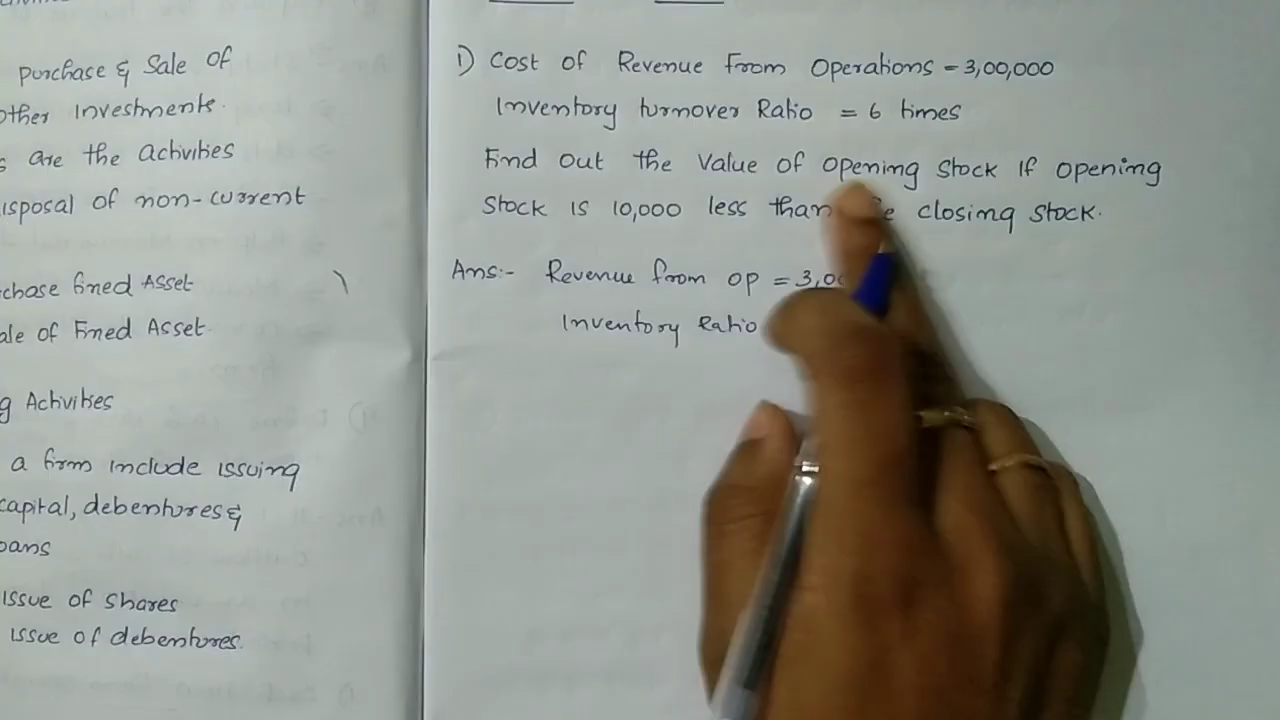 purchase & Sale of
other investments.
are the activities
isposal of non-current
chase fined Asset
ale of Fined Asset.
g Activities
a firm include issuing
capital, debentures &
oans
issue of shares
issue of debentures.
1) Cost of Revenue From Operations = 3,00,000
Inventory turnover Ratio = 6 times
Find out the value of opening stock if opening
stock is 10,000 less than closing stock.
Ans:- Revenue from op = 3,00
Inventory Ratio